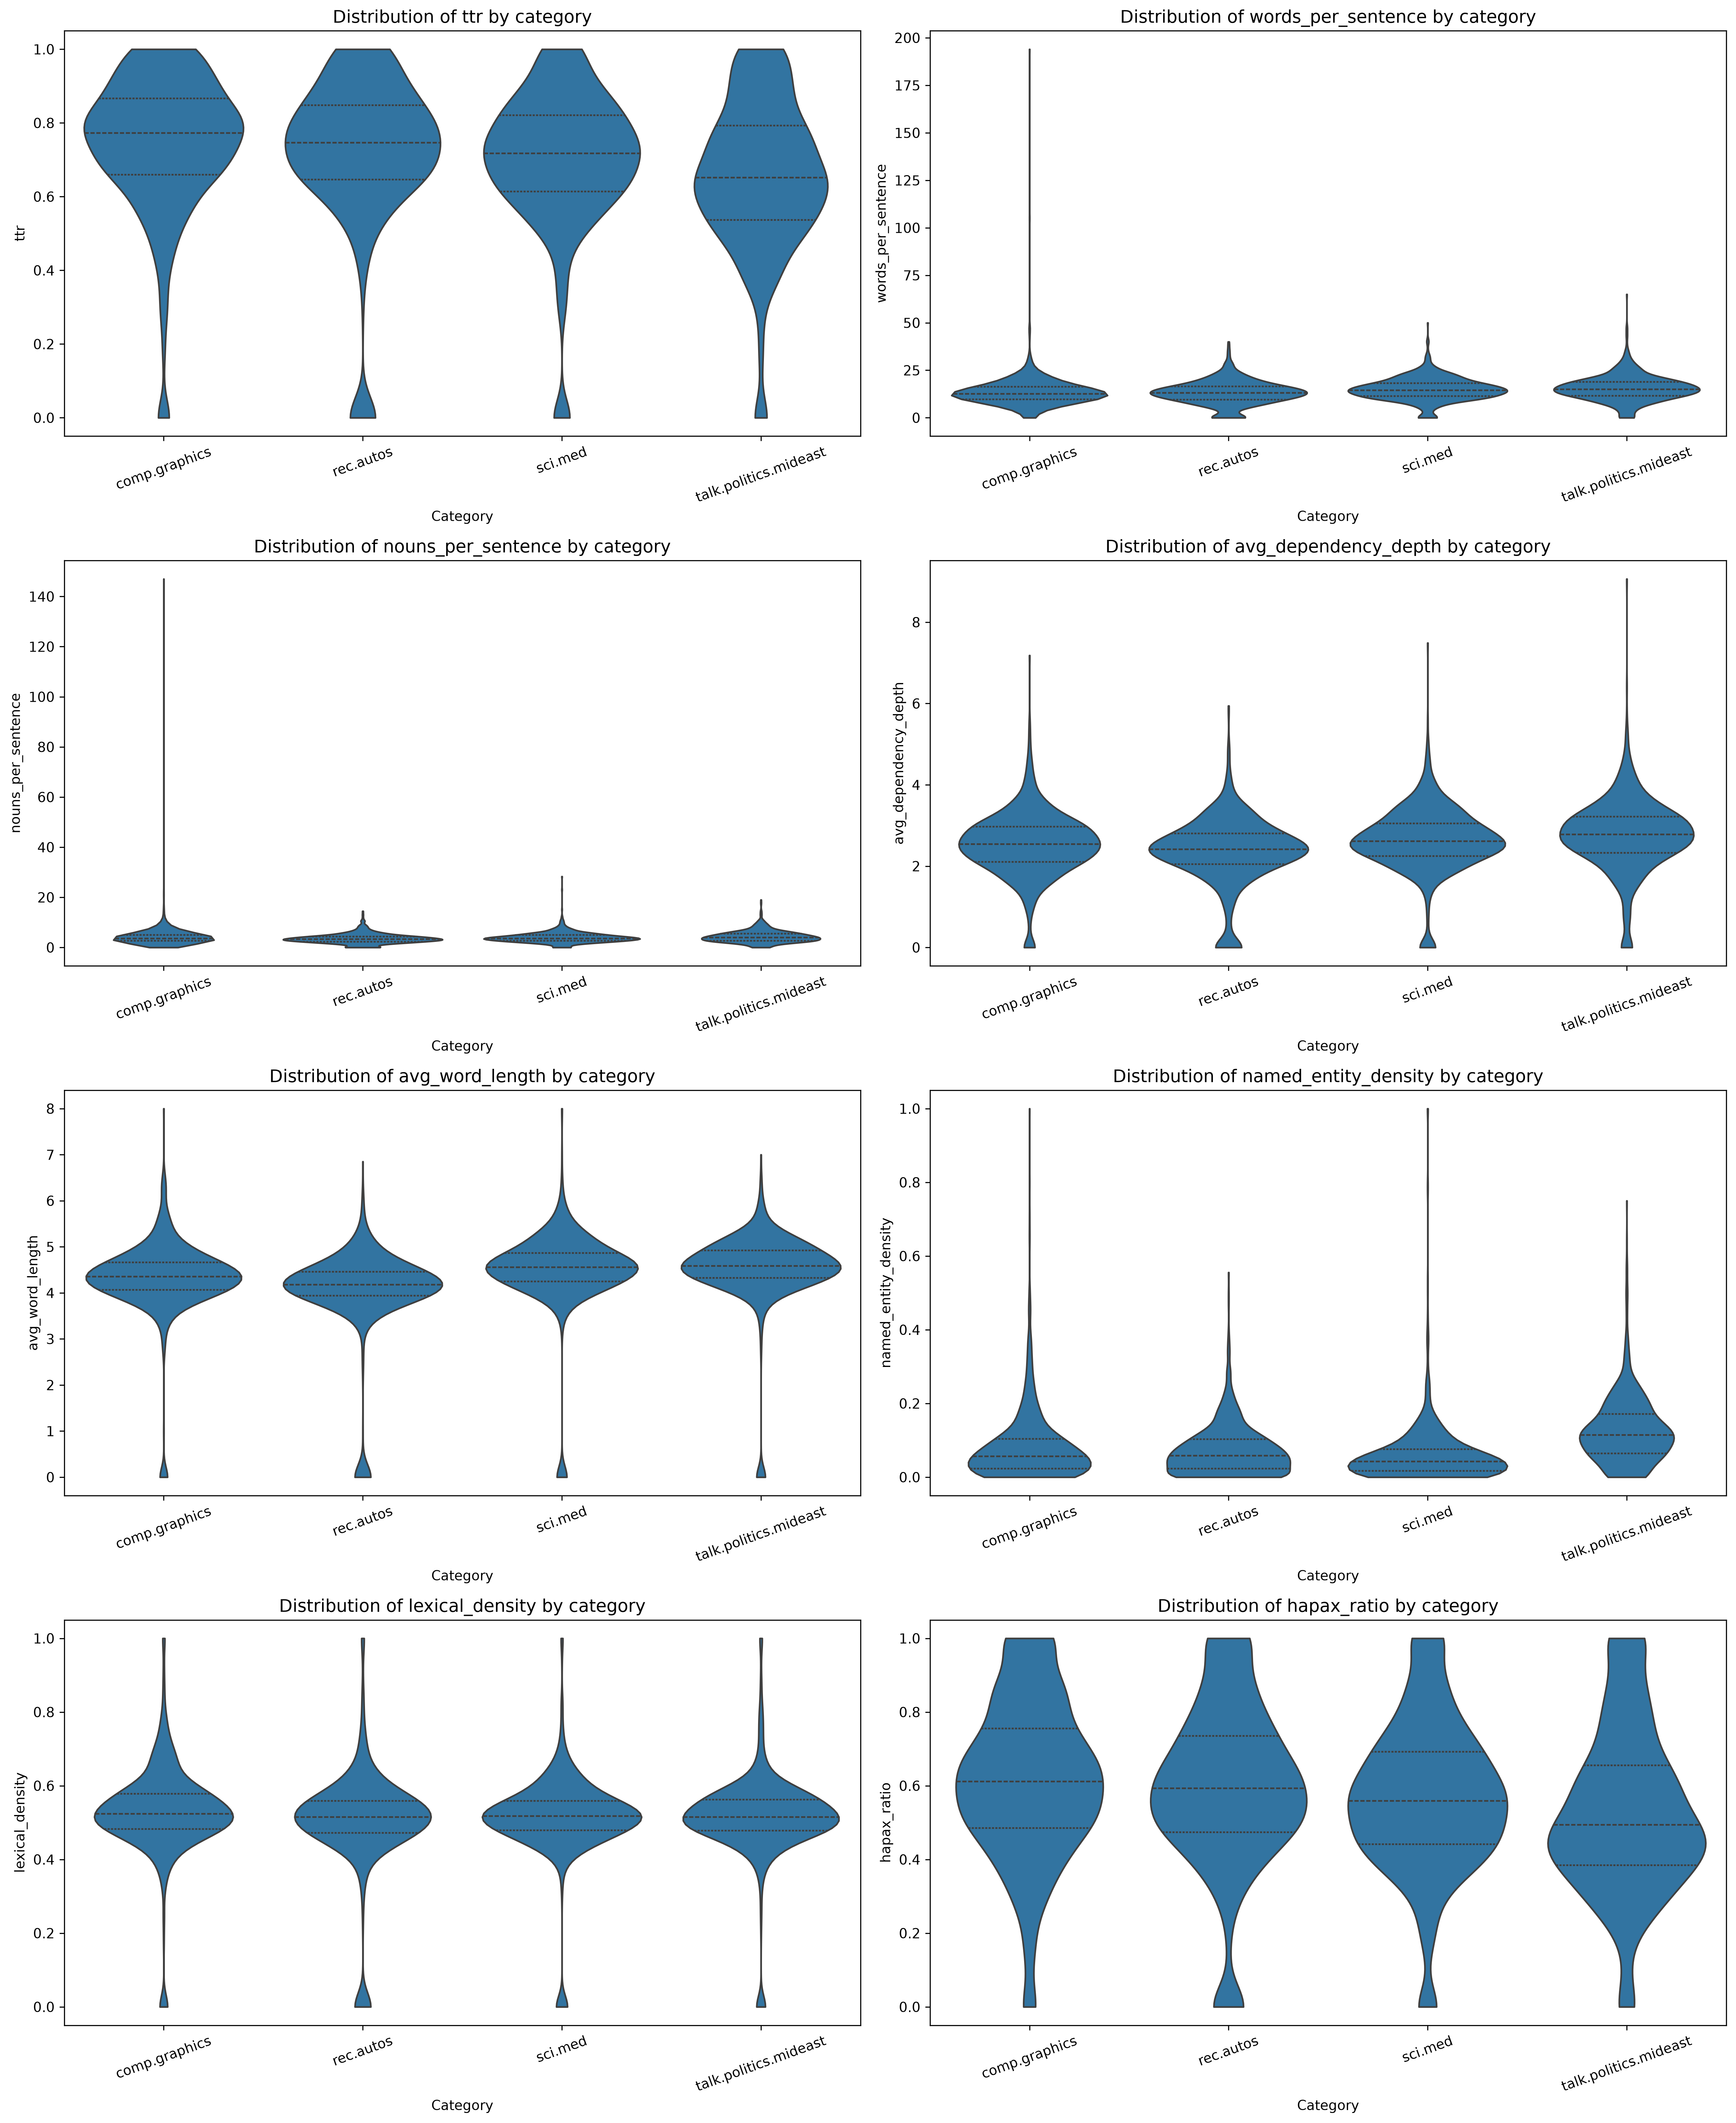 Distribution of ttr by category
ttr
1.0
0.8
0.6
0.4
0.2
0.0
comp.graphics
rec.autos
sci.med
talk.politics.mideast
Category
Distribution of words_per_sentence by category
words_per_sentence
200
175
150
125
100
75
50
25
0
comp.graphics
rec.autos
sci.med
talk.politics.mideast
Category
Distribution of nouns_per_sentence by category
nouns_per_sentence
140
120
100
80
60
40
20
0
comp.graphics
rec.autos
sci.med
talk.politics.mideast
Category
Distribution of avg_dependency_depth by category
avg_dependency_depth
8
6
4
2
0
comp.graphics
rec.autos
sci.med
talk.politics.mideast
Category
Distribution of avg_word_length by category
avg_word_length
8
7
6
5
4
3
2
1
0
comp.graphics
rec.autos
sci.med
talk.politics.mideast
Category
Distribution of named_entity_density by category
named_entity_density
1.0
0.8
0.6
0.4
0.2
0.0
comp.graphics
rec.autos
sci.med
talk.politics.mideast
Category
Distribution of lexical_density by category
lexical_density
1.0
0.8
0.6
0.4
0.2
0.0
comp.graphics
rec.autos
sci.med
talk.politics.mideast
Category
Distribution of hapax_ratio by category
hapax_ratio
1.0
0.8
0.6
0.4
0.2
0.0
comp.graphics
rec.autos
sci.med
talk.politics.mideast
Category